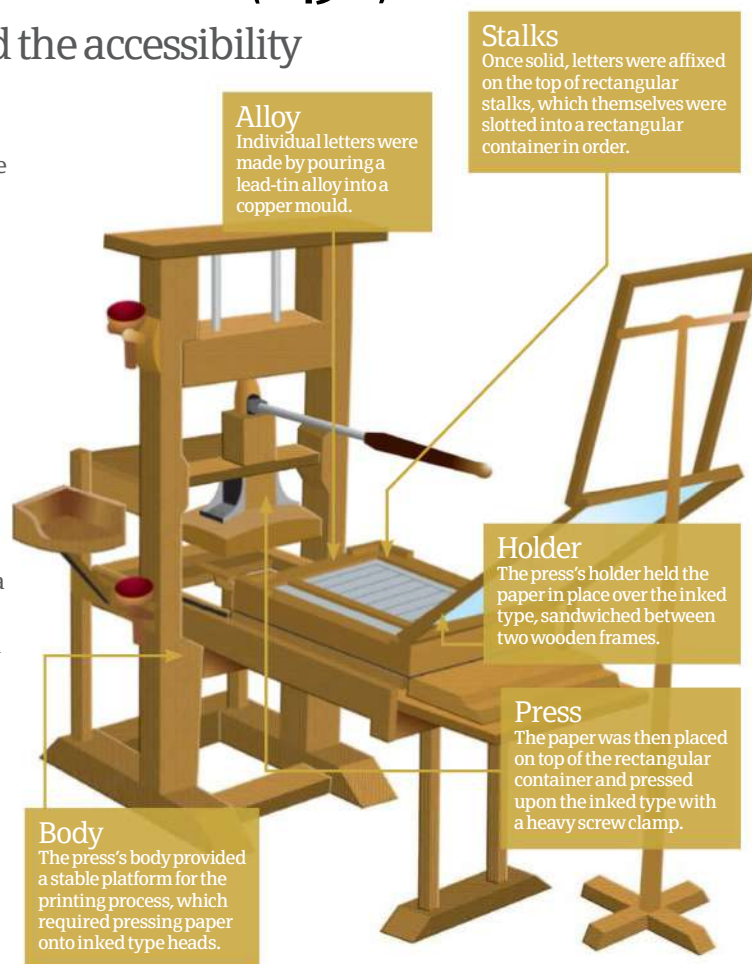 d the accessibility
Stalks
Once solid, letters were affixed
on the top of rectangular
stalks, which themselves were
slotted into a rectangular
container in order.
Alloy
Individual letters were
made by pouring a
lead-tin alloy into a
copper mould.
e
a
Holder
The press's holder held the
paper in place over the inked
type, sandwiched between
two wooden frames.
Press
The paper was then placed
on top of the rectangular
container and pressed
upon the inked type with
a heavy screw clamp.
Body
The press's body provided
a stable platform for the
printing process, which
required pressing paper
onto inked type heads.